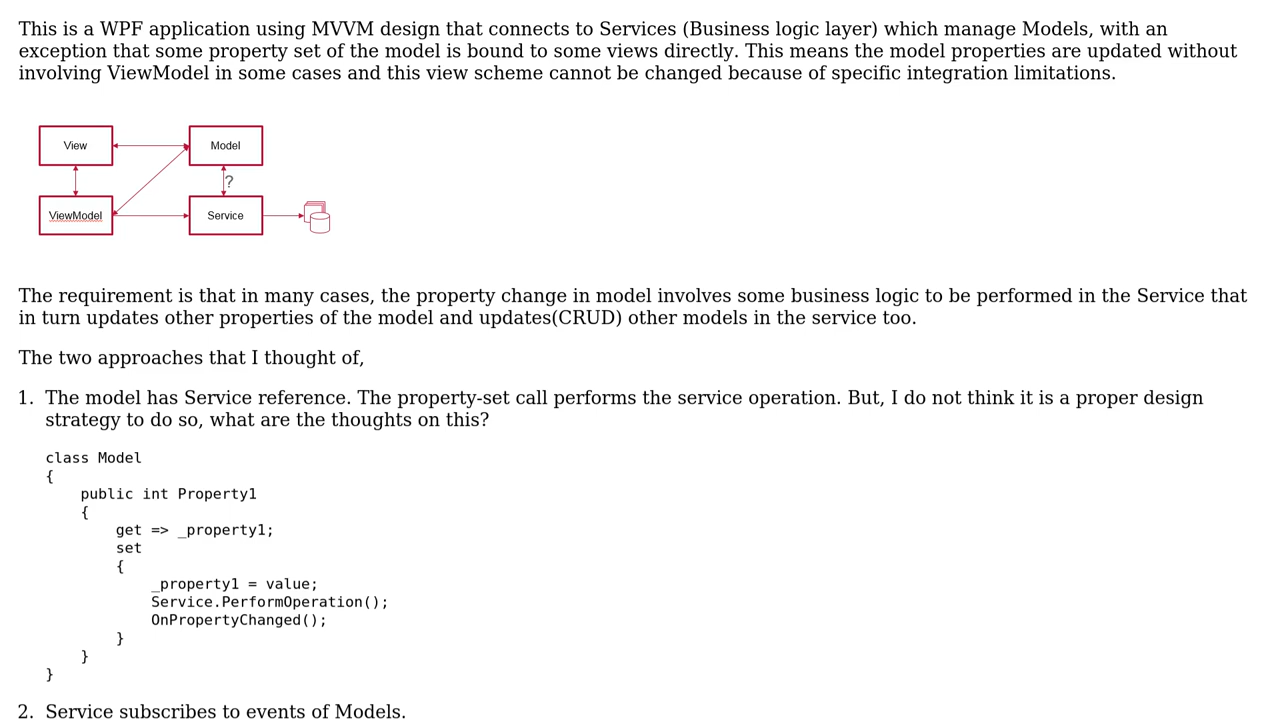 This is a WPF application using MVVM design that connects to Services (Business logic layer) which manage Models, with an
exception that some property set of the model is bound to some views directly. This means the model properties are updated without
involving ViewModel in some cases and this view scheme cannot be changed because of specific integration limitations.
View
Model
?
ViewModel
Service
The requirement is that in many cases, the property change in model involves some business logic to be performed in the Service that
in turn updates other properties of the model and updates(CRUD) other models in the service too.
The two approaches that I thought of,
1. The model has Service reference. The property-set call performs the service operation. But, I do not think it is a proper design
strategy to do so, what are the thoughts on this?
class Model
{
    public int Property1
    {
        get => _property1;
        set
        {
            _property1 = value;
            Service.PerformOperation();
            OnPropertyChanged();
        }
    }
}
2. Service subscribes to events of Models.